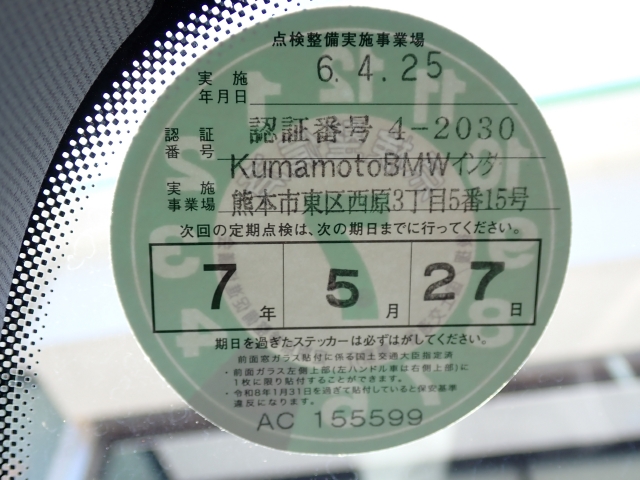 点検整備実施事業場
実施年月日 6.4.25
認証番号 認証番号 4-2030
KumamotoBMWインター
実施事業場 熊本市東区西原3丁目5番15号
次回の定期点検は、次の期日までに行ってください。
7年 5月 27日
期日を過ぎたステッカーは必ずはがしてください。
前面窓ガラス貼付に係る国土交通大臣指定済
・前面ガラス左側上部(左ハンドル車は右側上部)に
1枚に限り貼付することができます。
・令和8年1月31日を過ぎて貼付していると保安基準
違反になります。
AC 155599